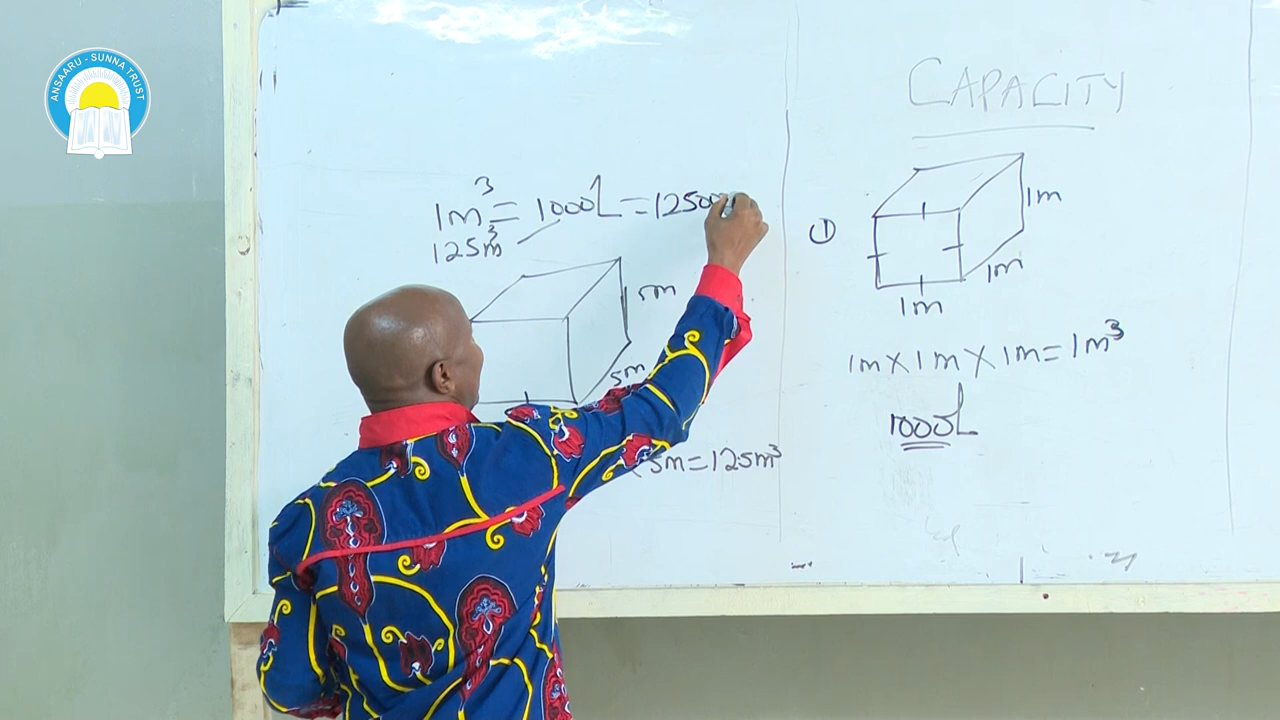 ANSAARU - SUNNA TRUST
1m³ = 1000L = 12500
125m³
5m
5m
5m = 125m³
CAPACITY
①
1m
1m
1m
1m x 1m x 1m = 1m³
1000L